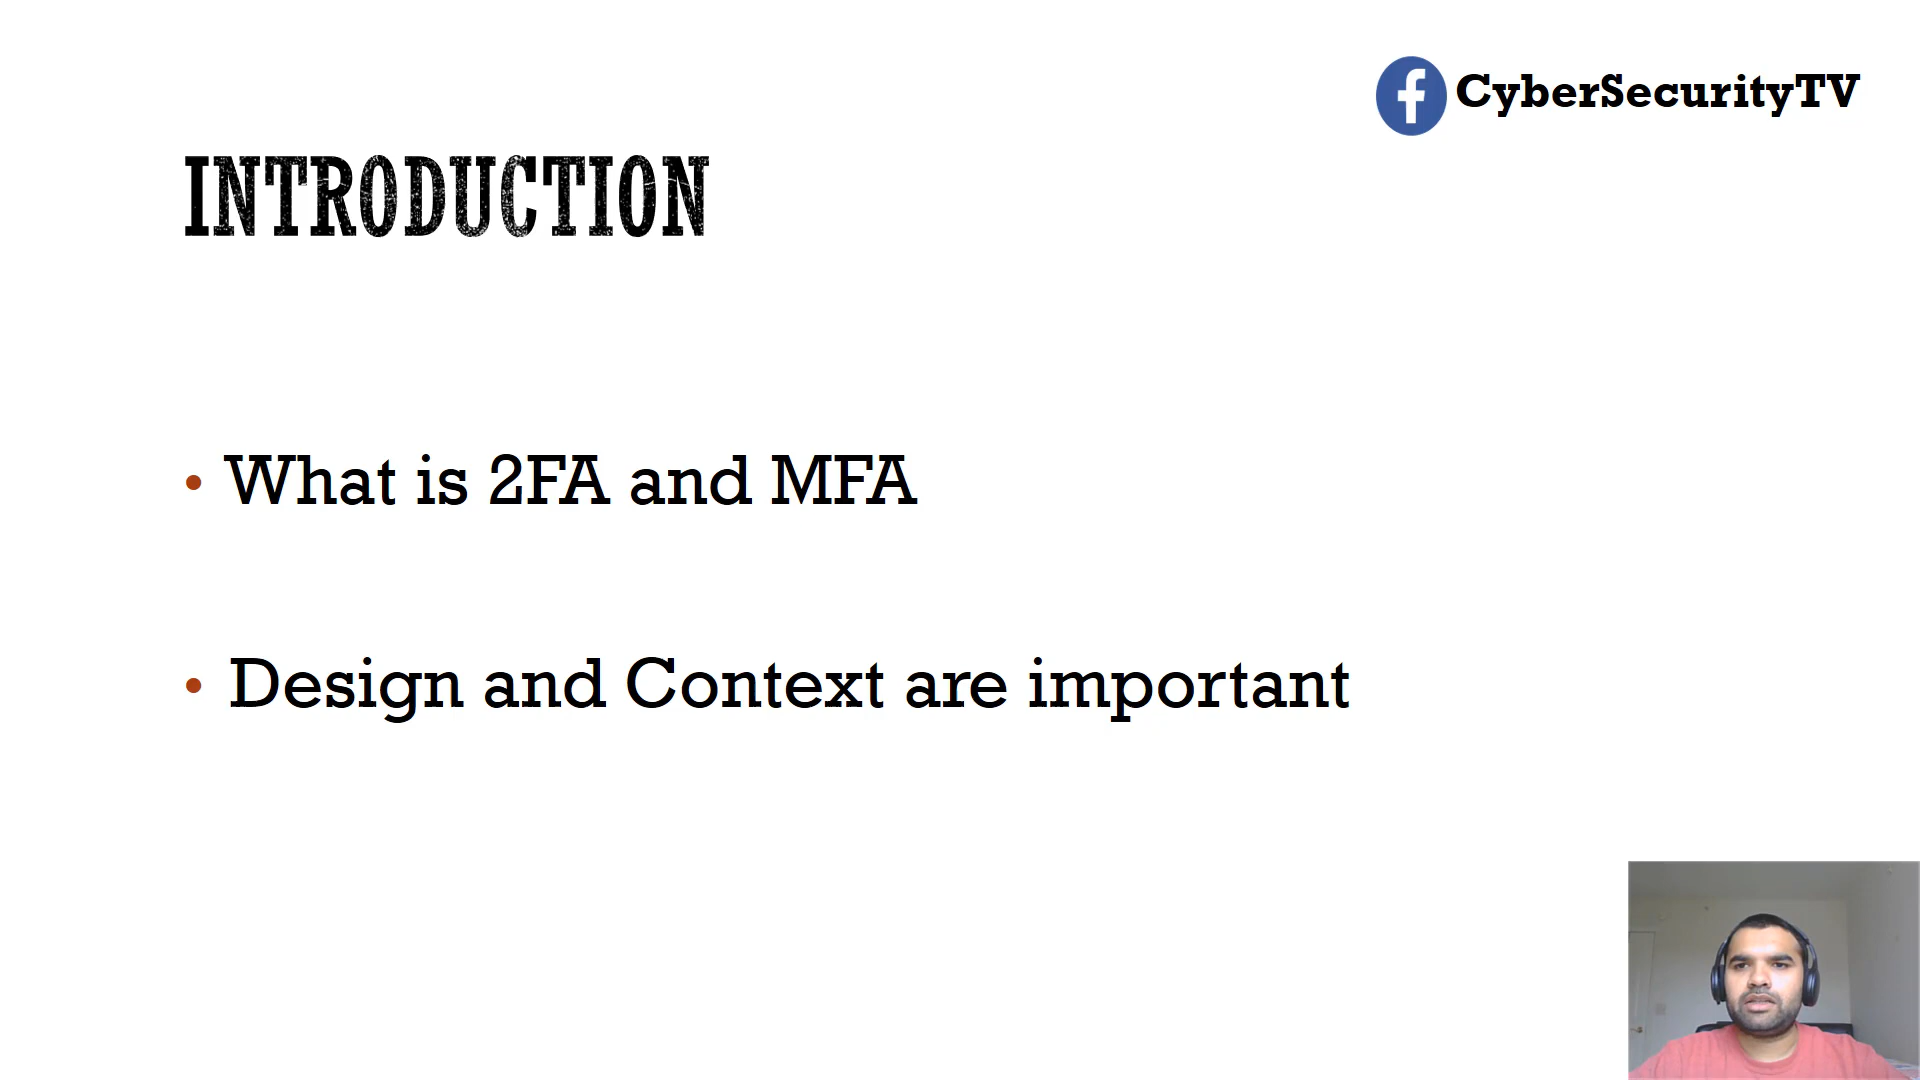 CyberSecurityTV
INTRODUCTION
• What is 2FA and MFA
• Design and Context are important